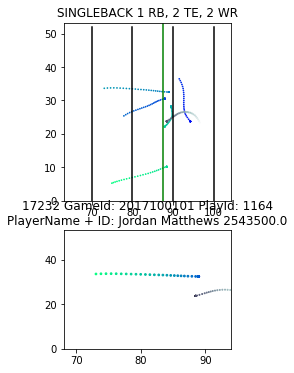 SINGLEBACK 1 RB, 2 TE, 2 WR
50
40
30
20
10
0
70 80 90 100
17232 GameId: 2017100101 PlayId: 1164
PlayerName + ID: Jordan Matthews 2543500.0
40
20
0
70 80 90